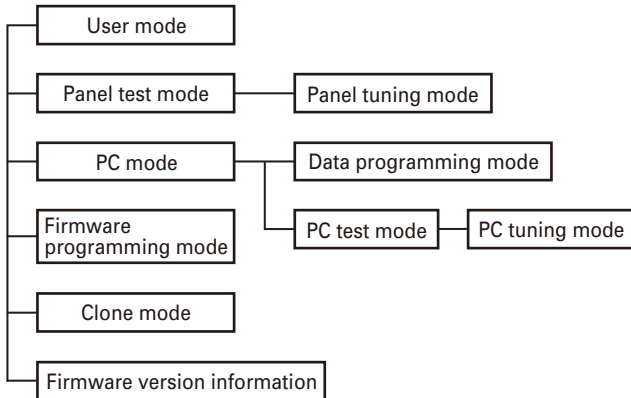 User mode
Panel test mode
Panel tuning mode
PC mode
Data programming mode
PC test mode
PC tuning mode
Firmware
programming mode
Clone mode
Firmware version information